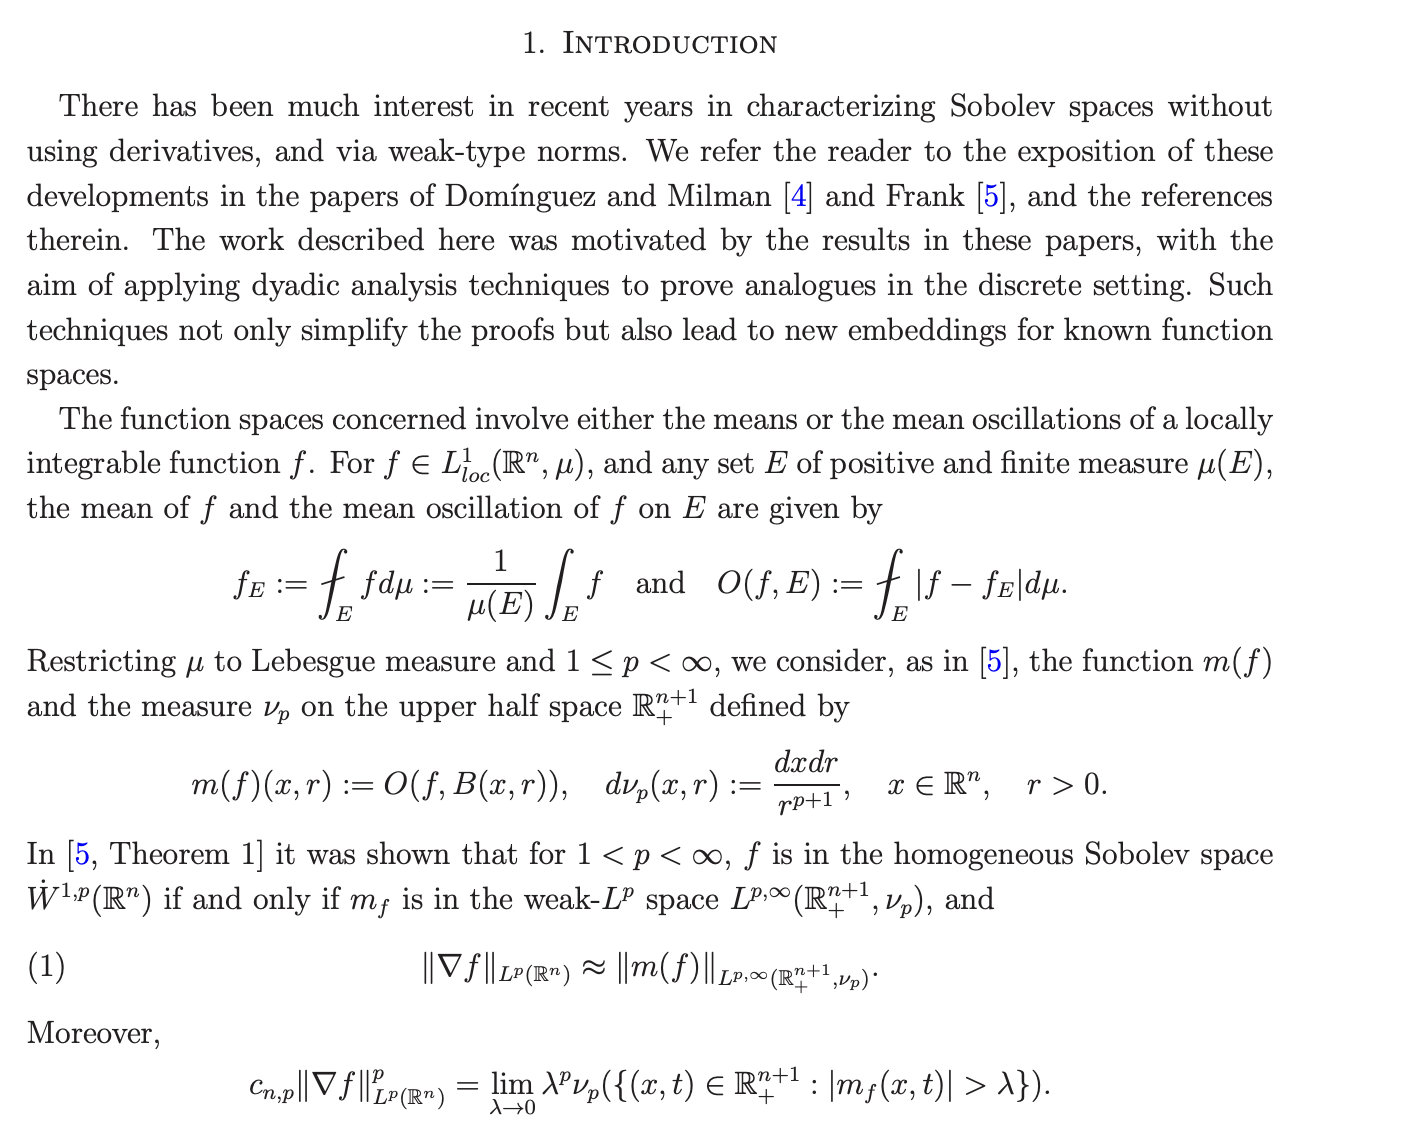 1. INTRODUCTION
There has been much interest in recent years in characterizing Sobolev spaces without
using derivatives, and via weak-type norms. We refer the reader to the exposition of these
developments in the papers of Domínguez and Milman [4] and Frank [5], and the references
therein. The work described here was motivated by the results in these papers, with the
aim of applying dyadic analysis techniques to prove analogues in the discrete setting. Such
techniques not only simplify the proofs but also lead to new embeddings for known function
spaces.
The function spaces concerned involve either the means or the mean oscillations of a locally
integrable function $f$. For $f \in L^1_{loc}(\mathbb{R}^n, \mu)$, and any set $E$ of positive and finite measure $\mu(E)$,
the mean of $f$ and the mean oscillation of $f$ on $E$ are given by
$f_E := ⨍_E f d\mu := \frac{1}{\mu(E)} \int_E f$ and $O(f, E) := ⨍_E |f - f_E| d\mu.$
Restricting $\mu$ to Lebesgue measure and $1 \leq p < \infty$, we consider, as in [5], the function $m(f)$
and the measure $\nu_p$ on the upper half space $\mathbb{R}^{n+1}_+$ defined by
$m(f)(x, r) := O(f, B(x, r)), \quad d\nu_p(x, r) := \frac{dxdr}{r^{p+1}}, \quad x \in \mathbb{R}^n, \quad r > 0.$
In [5, Theorem 1] it was shown that for $1 < p < \infty$, $f$ is in the homogeneous Sobolev space
$\dot{W}^{1,p}(\mathbb{R}^n)$ if and only if $m_f$ is in the weak-$L^p$ space $L^{p,\infty}(\mathbb{R}^{n+1}_+, \nu_p)$, and
(1) $\|\nabla f\|_{L^p(\mathbb{R}^n)} \approx \|m(f)\|_{L^{p,\infty}(\mathbb{R}^{n+1}_+, \nu_p)}.$
Moreover,
$c_{n,p} \|\nabla f\|^p_{L^p(\mathbb{R}^n)} = \lim_{\lambda \to 0} \lambda^p \nu_p(\{(x, t) \in \mathbb{R}^{n+1}_+ : |m_f(x, t)| > \lambda\}).$